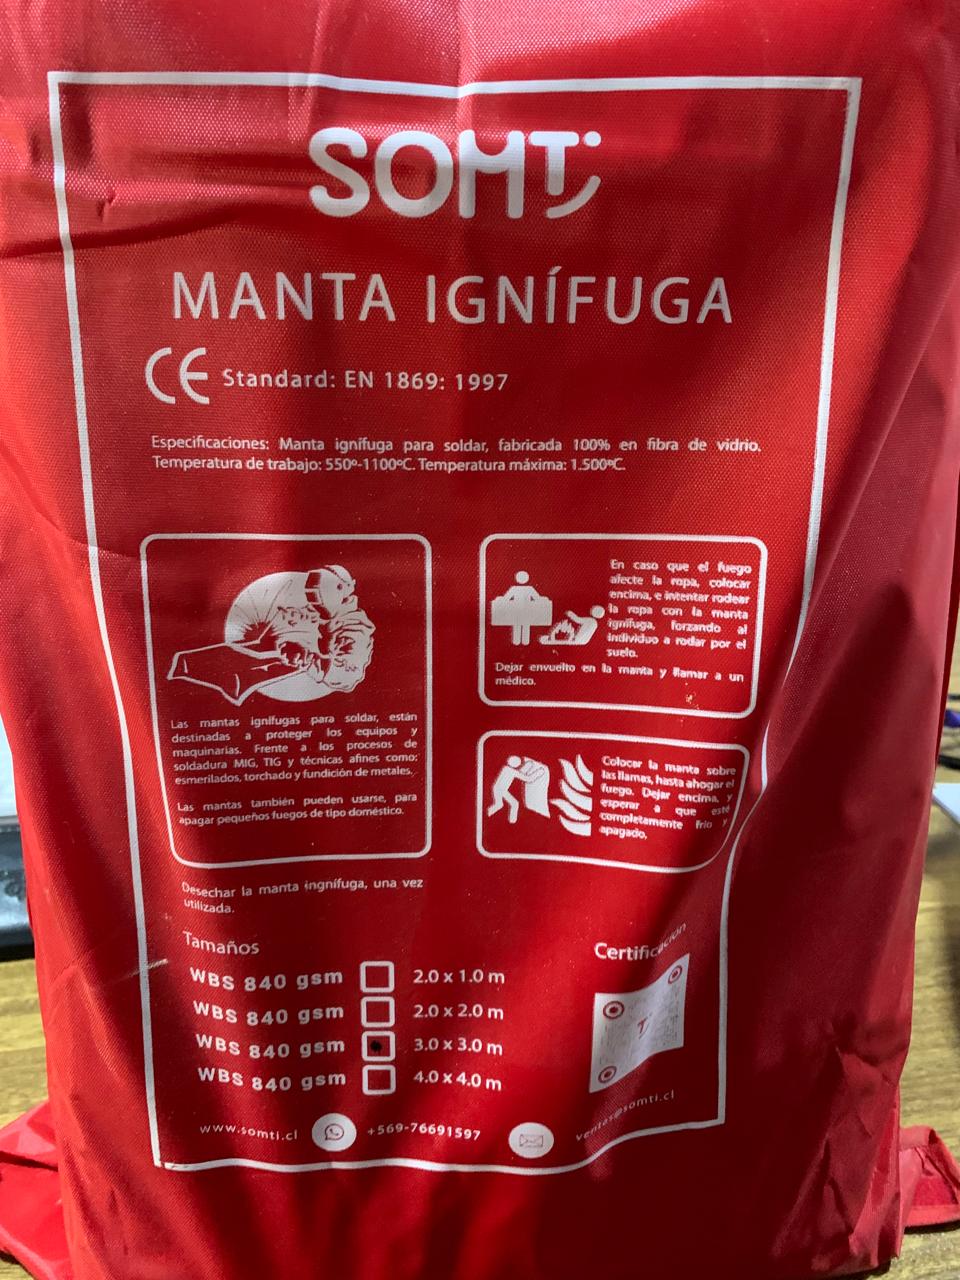 SOMTi
MANTA IGNÍFUGA
CE Standard: EN 1869: 1997
Especificaciones: Manta ignífuga para soldar, fabricada 100% en fibra de vidrio.
Temperatura de trabajo: 550º-1100ºC. Temperatura máxima: 1.500ºC.
Las mantas ignífugas para soldar, están
destinadas a proteger los equipos y
maquinarias. Frente a los procesos de
soldadura MIG, TIG y técnicas afines como:
esmerilados, torchado y fundición de metales.
Las mantas también pueden usarse, para
apagar pequeños fuegos de tipo doméstico.
En caso que el fuego
afecte la ropa, colocar
encima, e intentar rodear
la ropa con la manta
ignífuga, forzando al
individuo a rodar por el
suelo.
Dejar envuelto en la manta y llamar a un
médico.
Colocar la manta sobre
las llamas, hasta ahogar el
fuego. Dejar encima, y
esperar a que este
completamente frio y
apagado.
Desechar la manta ingnífuga, una vez
utilizada.
Tamaños
WBS 840 gsm 2.0 x 1.0 m
WBS 840 gsm 2.0 x 2.0 m
WBS 840 gsm 3.0 x 3.0 m
WBS 840 gsm 4.0 x 4.0 m
Certificación
www.somti.cl +569-76691597 ventas@somti.cl